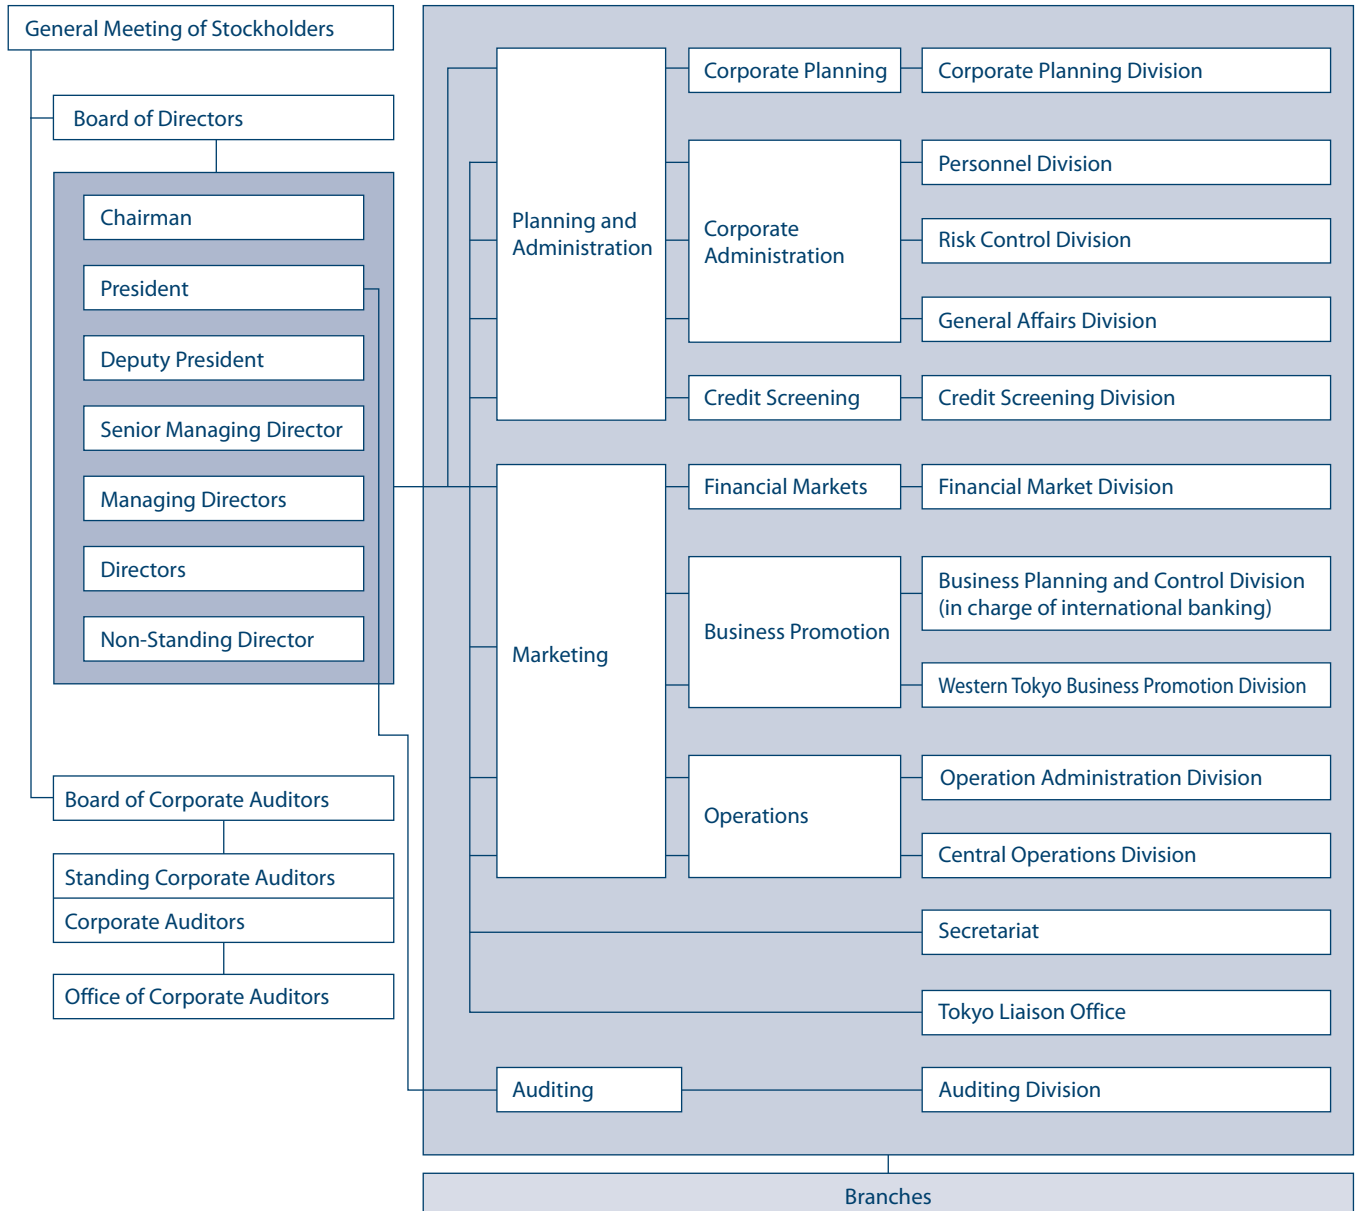 General Meeting of Stockholders
Board of Directors
Chairman
President
Deputy President
Senior Managing Director
Managing Directors
Directors
Non-Standing Director
Board of Corporate Auditors
Standing Corporate Auditors
Corporate Auditors
Office of Corporate Auditors
Planning and
Administration
Corporate Planning
Corporate Planning Division
Corporate
Administration
Personnel Division
Risk Control Division
General Affairs Division
Credit Screening
Credit Screening Division
Marketing
Financial Markets
Financial Market Division
Business Promotion
Business Planning and Control Division
(in charge of international banking)
Western Tokyo Business Promotion Division
Operations
Operation Administration Division
Central Operations Division
Secretariat
Tokyo Liaison Office
Auditing
Auditing Division
Branches